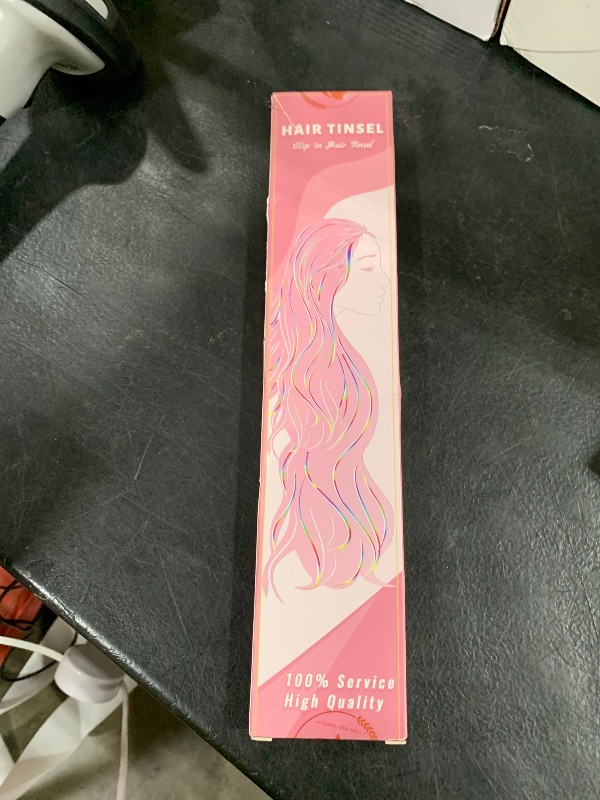 HAIR TINSEL
Clip in Hair Tinsel
100% Service
High Quality